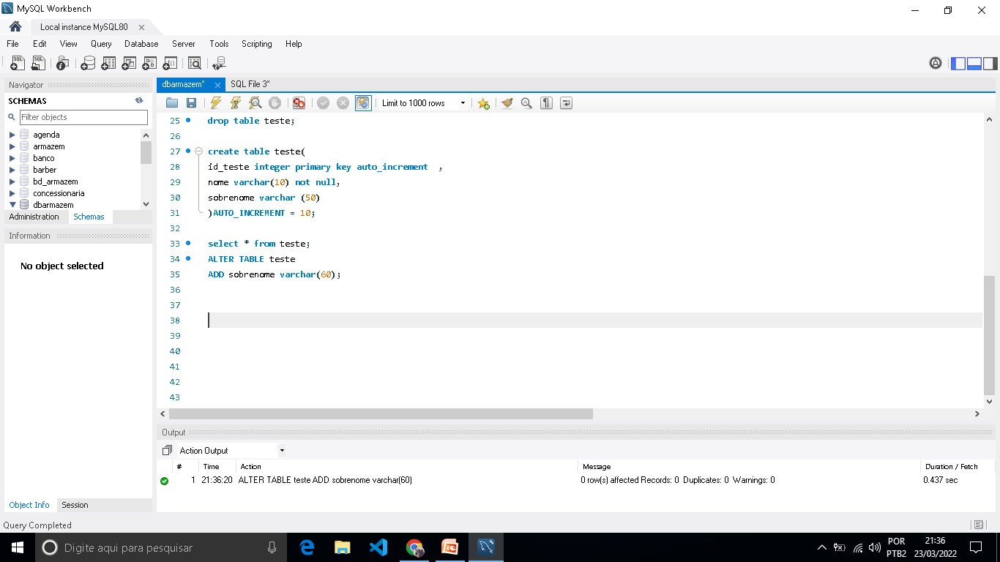 MySQL Workbench
Local instance MySQL80
File Edit View Query Database Server Tools Scripting Help
Navigator
SCHEMAS
Filter objects
agenda
armazem
banco
barber
bd_armazem
concessionaria
dbarmazem
Administration Schemas
Information
No object selected
Object Info Session
dbarmazem* SQL File 3*
Limit to 1000 rows
25 drop table teste;
26
27 create table teste(
28 id_teste integer primary key auto_increment ,
29 nome varchar(10) not null,
30 sobrenome varchar (50)
31 )AUTO_INCREMENT = 10;
32
33 select * from teste;
34 ALTER TABLE teste
35 ADD sobrenome varchar(60);
36
37
38
39
40
41
42
43
Output
Action Output
# Time Action Message Duration / Fetch
1 21:36:20 ALTER TABLE teste ADD sobrenome varchar(60) 0 row(s) affected Records: 0 Duplicates: 0 Warnings: 0 0.437 sec
Query Completed
Digite aqui para pesquisar
POR
PTB2
21:36
23/03/2022